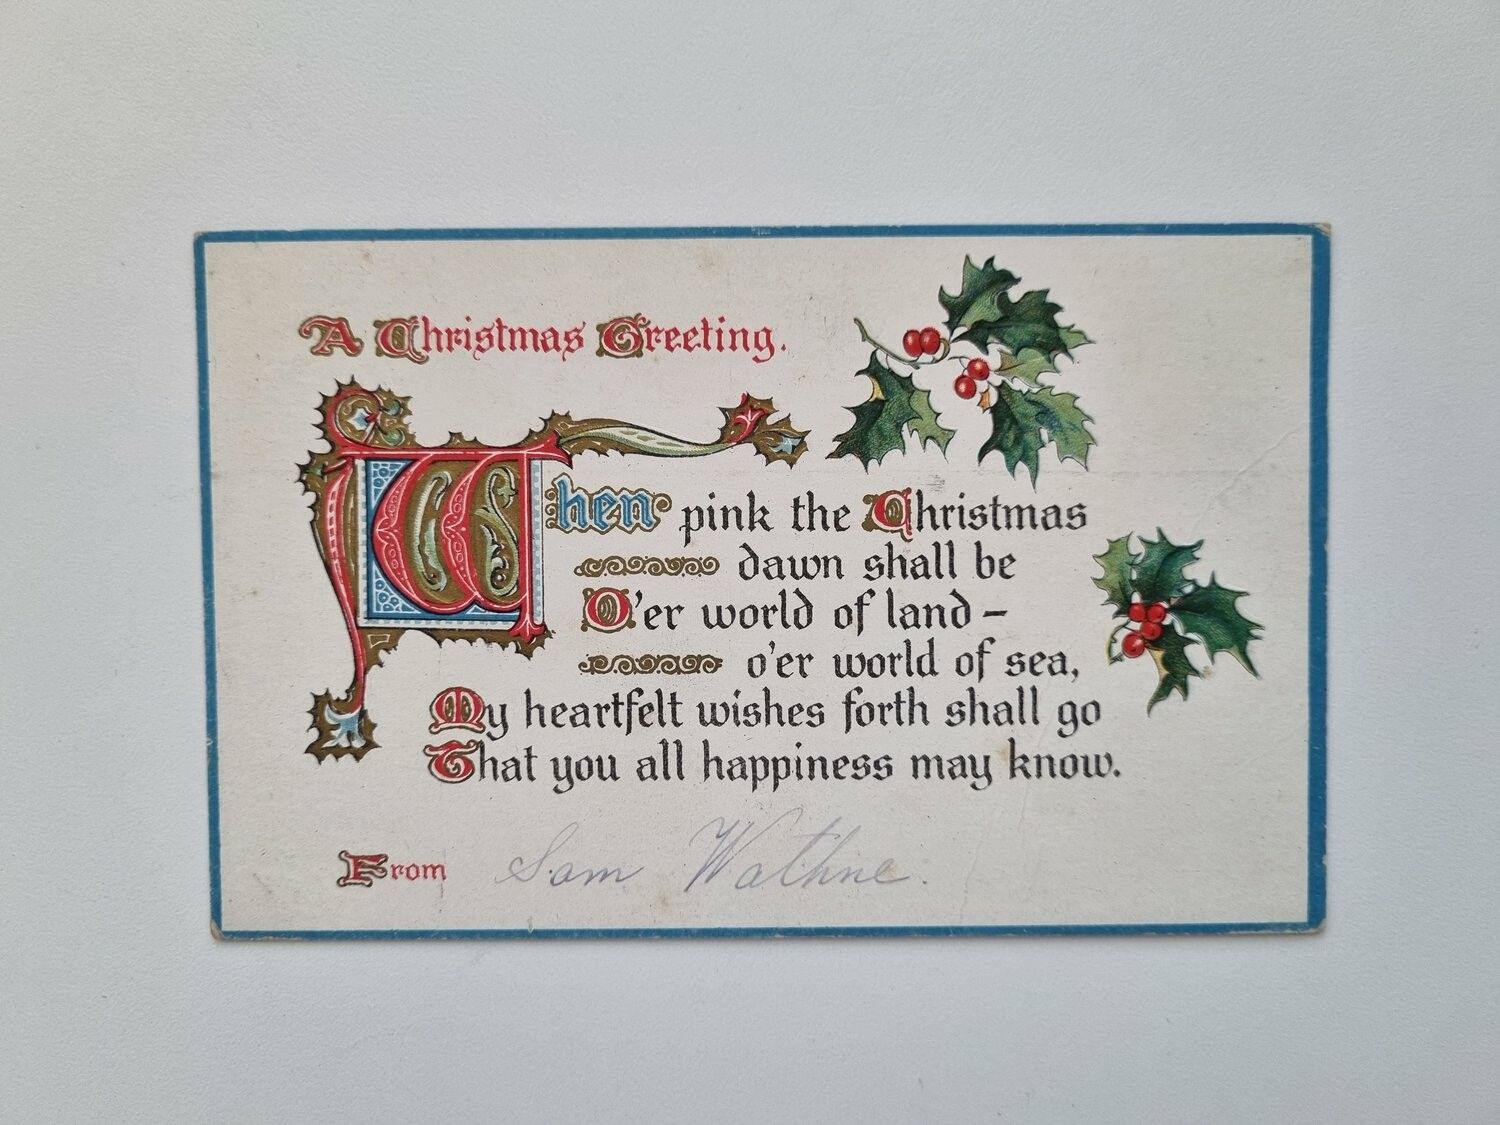 A Christmas Greeting.
When pink the Christmas
dawn shall be
O'er world of land –
o'er world of sea,
My heartfelt wishes forth shall go
That you all happiness may know.
From Sam Wathne.